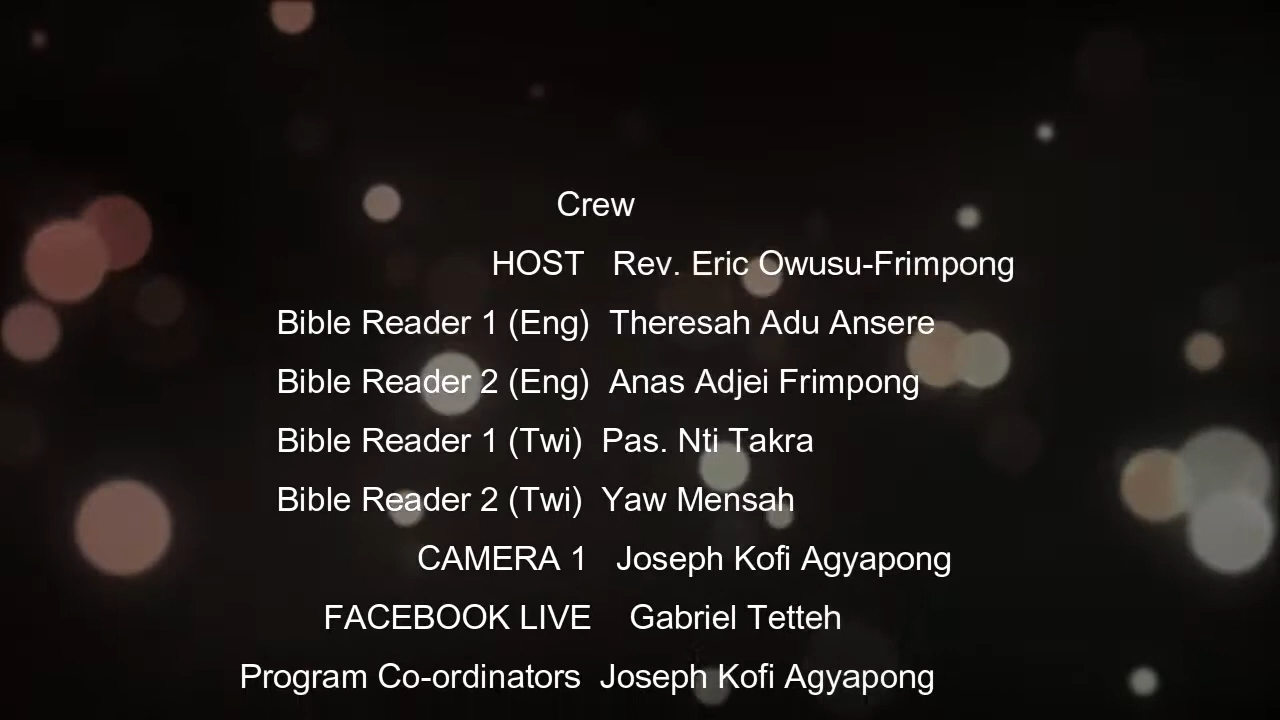 Crew
HOST Rev. Eric Owusu-Frimpong
Bible Reader 1 (Eng) Theresah Adu Ansere
Bible Reader 2 (Eng) Anas Adjei Frimpong
Bible Reader 1 (Twi) Pas. Nti Takra
Bible Reader 2 (Twi) Yaw Mensah
CAMERA 1 Joseph Kofi Agyapong
FACEBOOK LIVE Gabriel Tetteh
Program Co-ordinators Joseph Kofi Agyapong